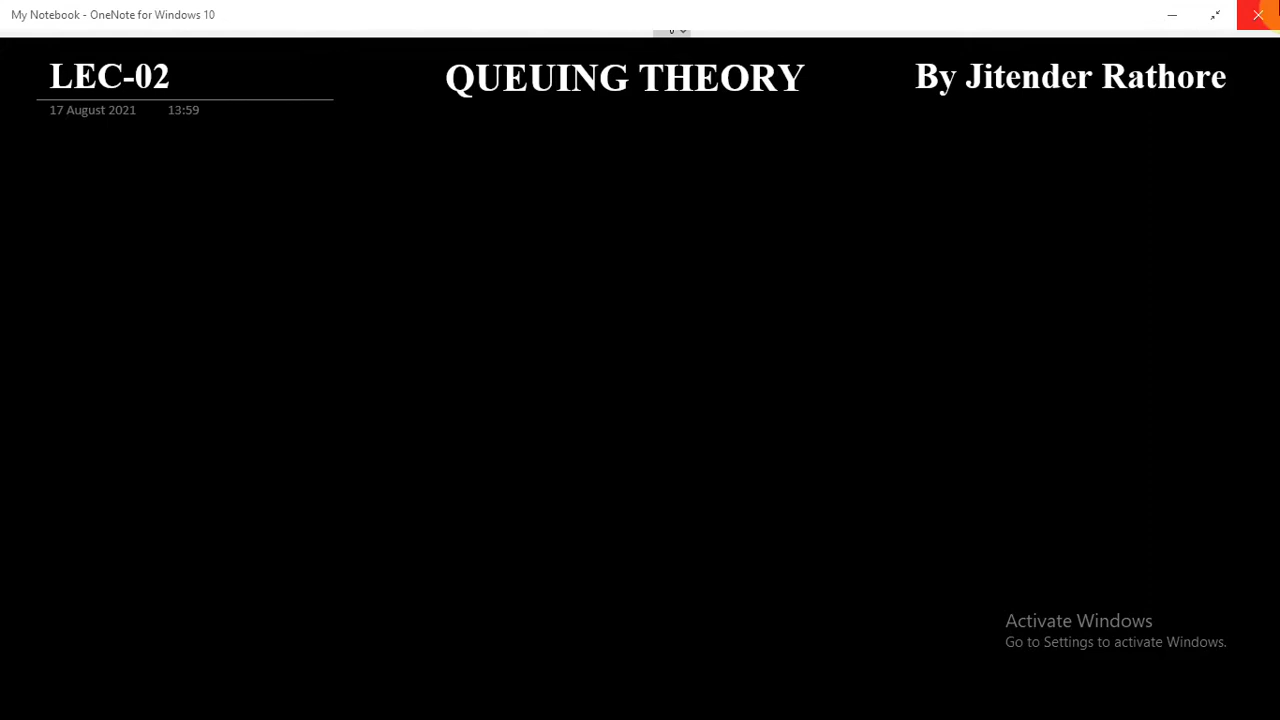 My Notebook - OneNote for Windows 10
LEC-02
QUEUING THEORY
By Jitender Rathore
17 August 2021 13:59
Activate Windows
Go to Settings to activate Windows.